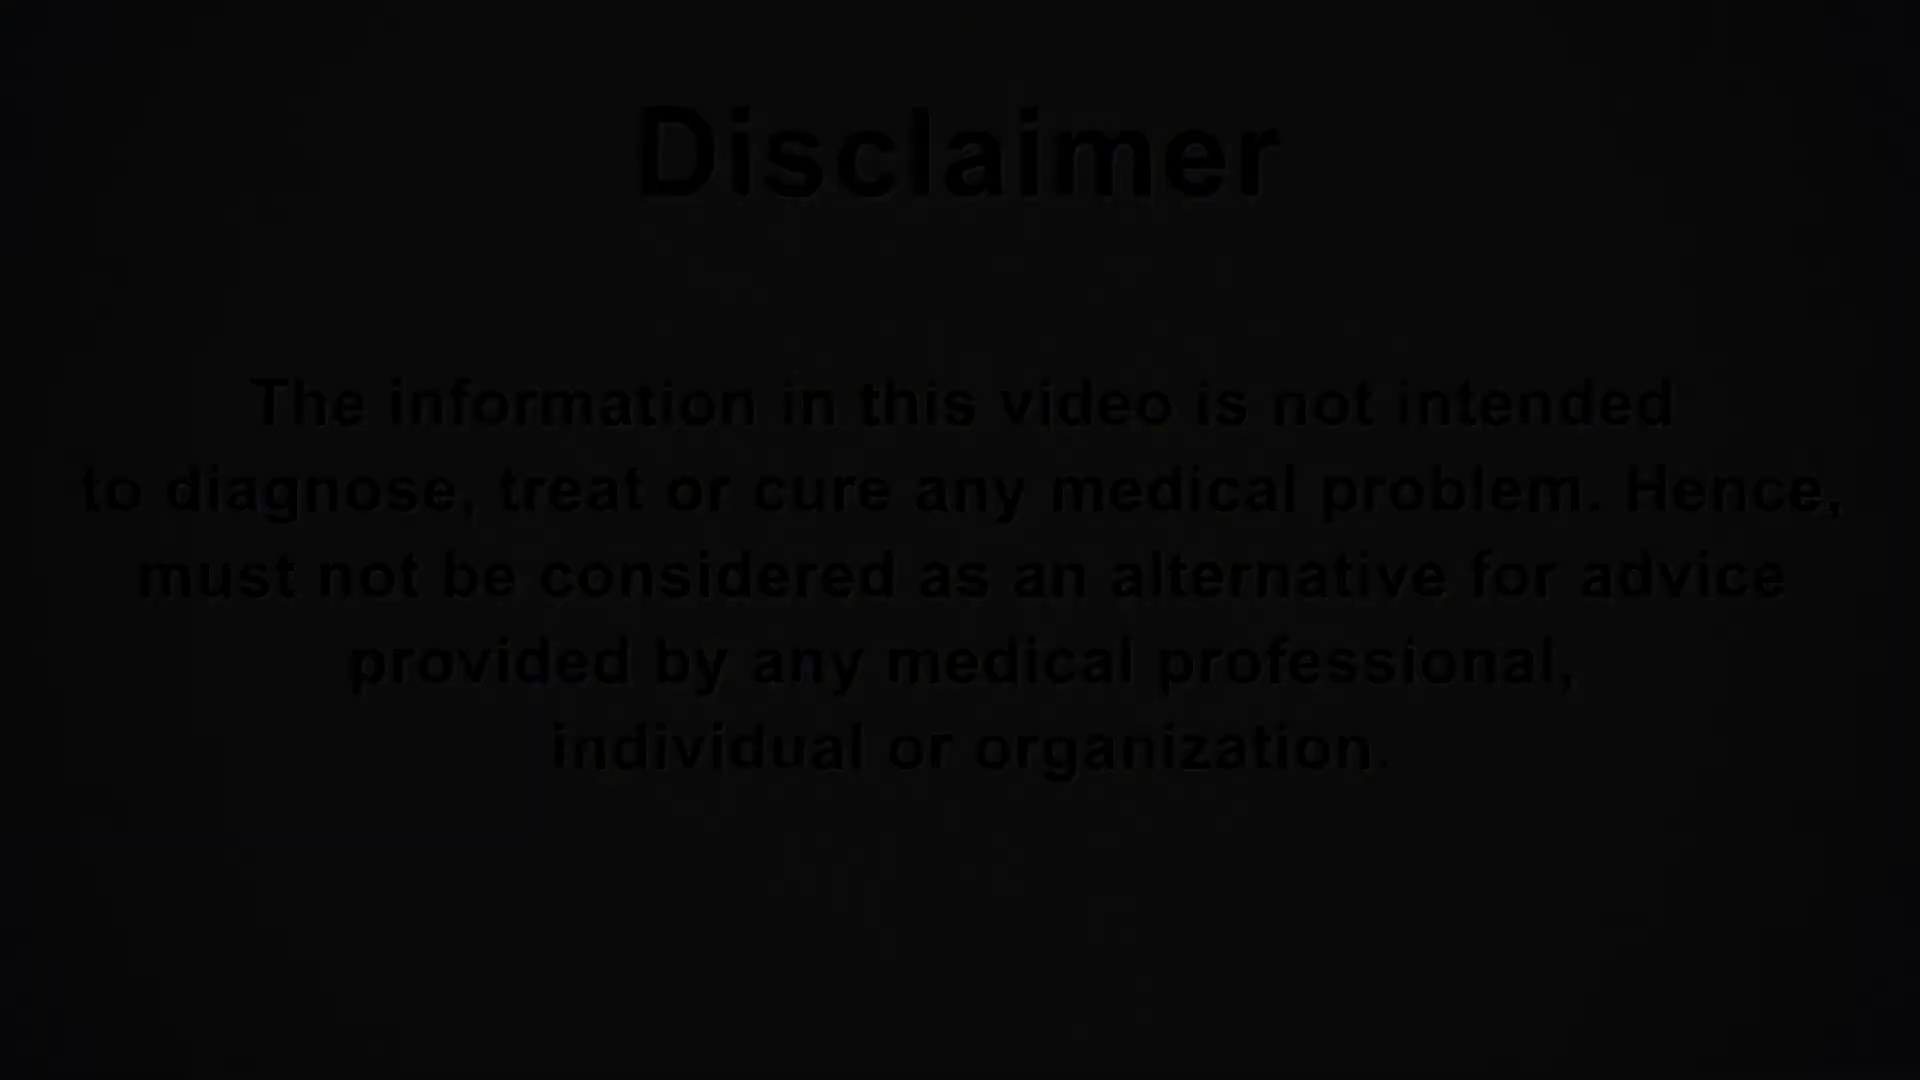 Disclaimer
The information in this video is not intended
to diagnose, treat or cure any medical problem. Hence,
must not be considered as an alternative for advice
provided by any medical professional,
individual or organization.